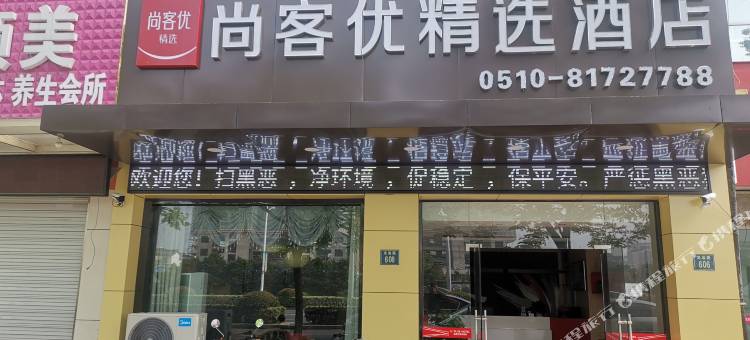 尚客优
精选
尚客优精选酒店
0510-81727788
美
养生会所
欢迎您！扫黑恶，净环境，促稳定，保平安。严惩黑恶
608
606
Midea
携程旅行